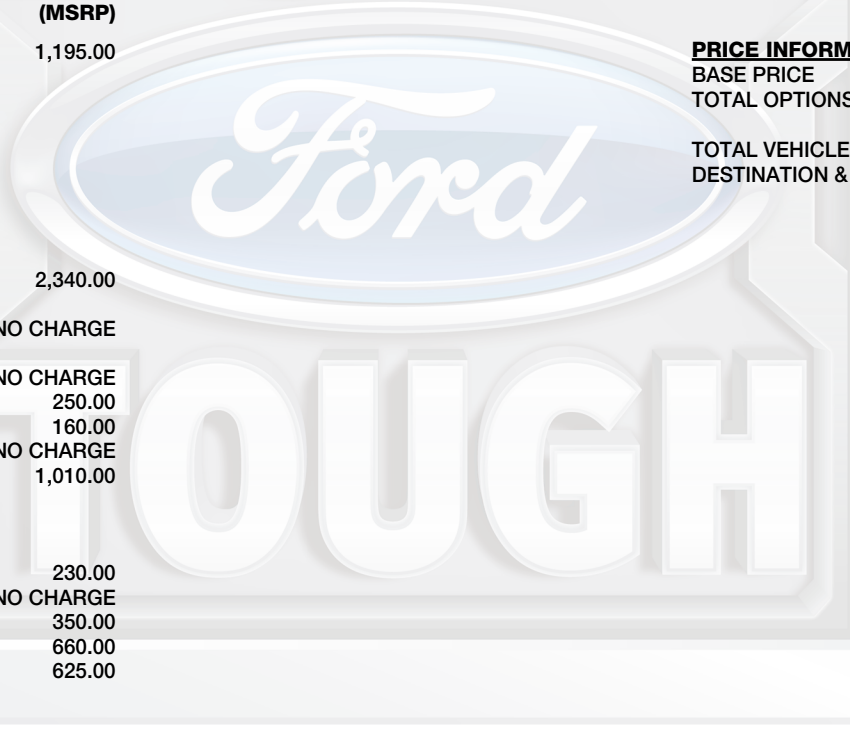 (MSRP)
1,195.00
2,340.00
NO CHARGE
NO CHARGE
250.00
160.00
NO CHARGE
1,010.00
230.00
NO CHARGE
350.00
660.00
625.00
PRICE INFORM
BASE PRICE
TOTAL OPTIONS
TOTAL VEHICLE
DESTINATION &
Ford
TOUGH